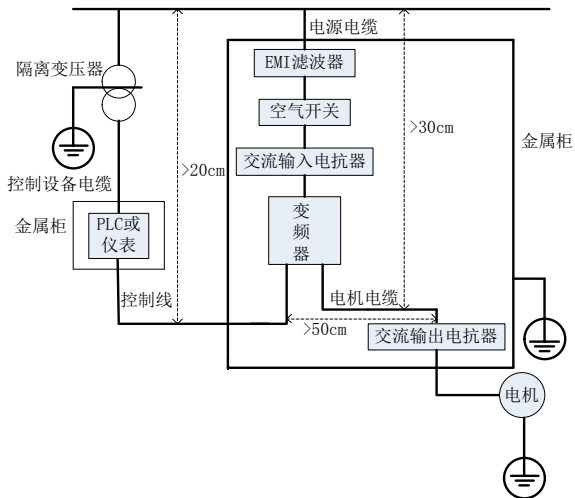 电源电缆
EMI滤波器
隔离变压器
空气开关
>30cm
金属柜
交流输入电抗器
>20cm
控制设备电缆
变
频
器
金属柜
PLC或
仪表
控制线
电机电缆
>50cm
交流输出电抗器
电机